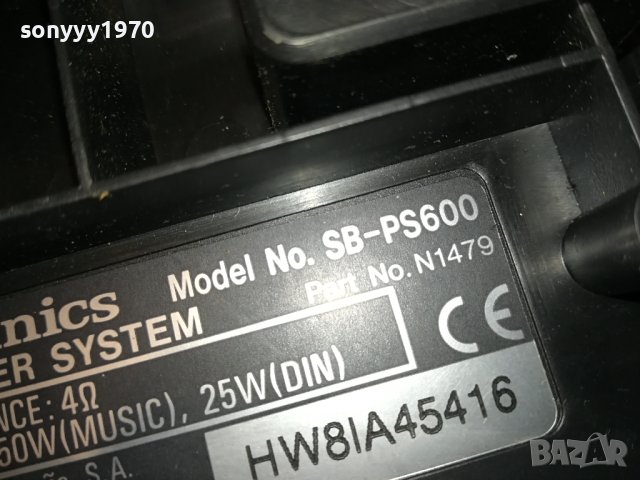 sonyyy1970
nics Model No. SB-PS600
Part No. N1479
ER SYSTEM
NCE: 4Ω
50W(MUSIC), 25W(DIN)
CE
HW8IA45416
S.A.
BAZAR